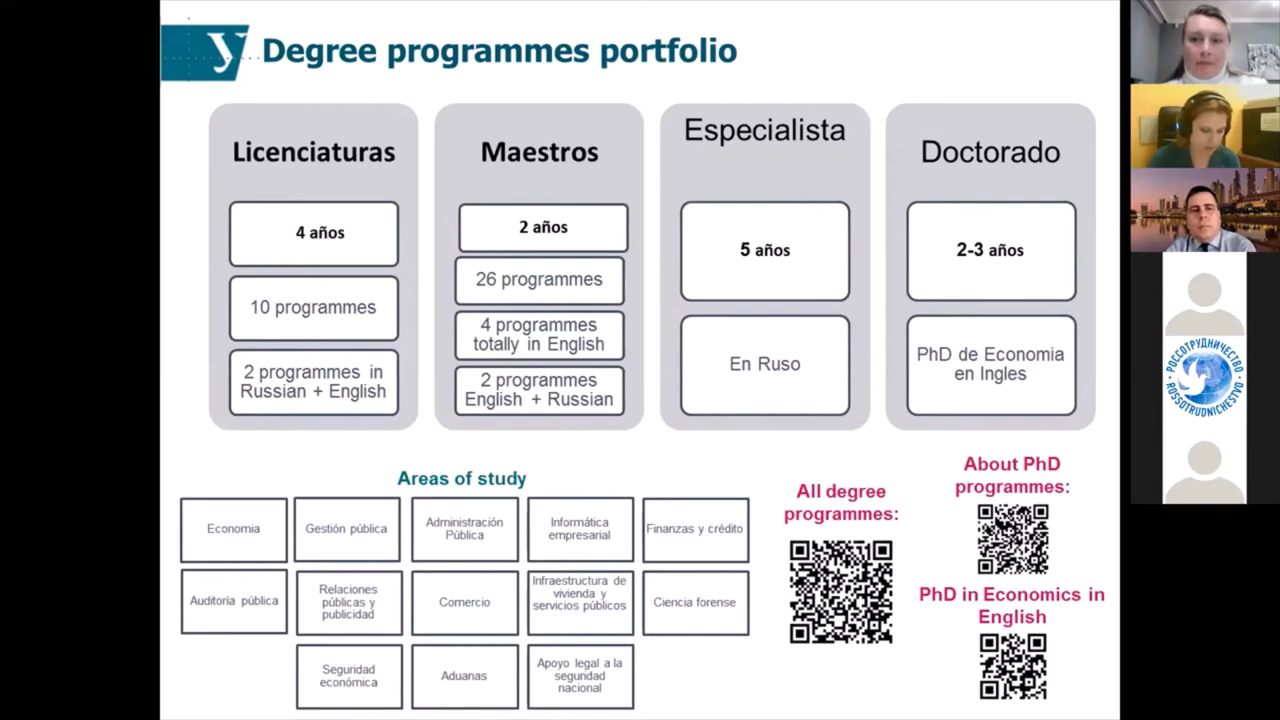 У
Degree programmes portfolio
Licenciaturas
4 años
10 programmes
2 programmes in
Russian + English
Maestros
2 años
26 programmes
4 programmes
totally in English
2 programmes
English + Russian
Especialista
5 años
En Ruso
Doctorado
2-3 años
PhD de Economia
en Ingles
Areas of study
Economia
Gestión pública
Administración
Pública
Informática
empresarial
Finanzas y crédito
Auditoría pública
Relaciones
públicas y
publicidad
Comercio
Infraestructura de
vivienda y
servicios públicos
Ciencia forense
Seguridad
económica
Aduanas
Apoyo legal a la
seguridad
nacional
All degree
programmes:
About PhD
programmes:
PhD in Economics in
English
РОССОТРУДНИЧЕСТВО
ROSSOTRUDNICHESTVO